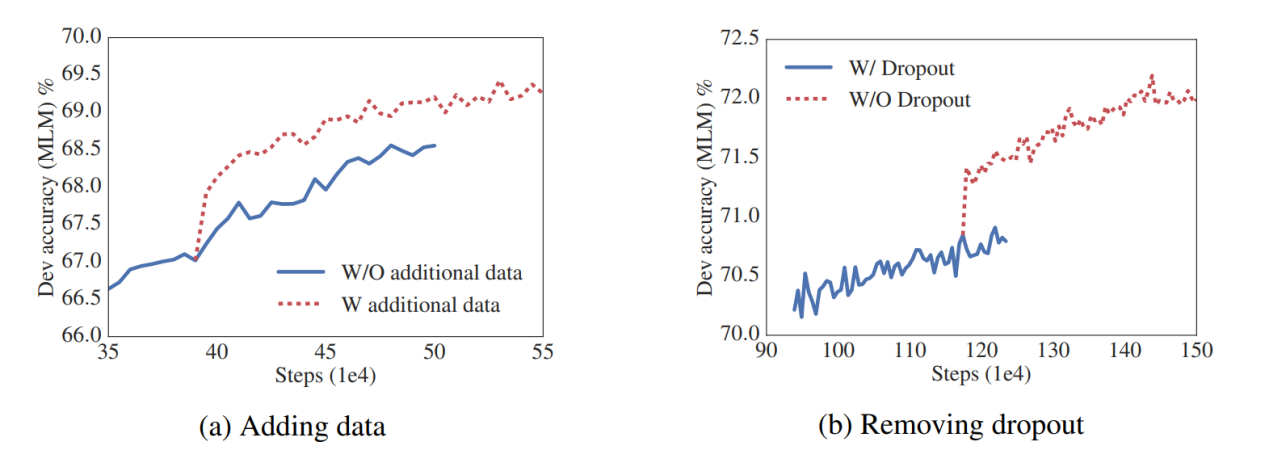 70.0
69.5
69.0
68.5
68.0
67.5
67.0
66.5
66.0
Dev accuracy (MLM) %
W/O additional data
W additional data
35 40 45 50 55
Steps (1e4)
(a) Adding data
72.5
72.0
71.5
71.0
70.5
70.0
Dev accuracy (MLM) %
W/ Dropout
W/O Dropout
90 100 110 120 130 140 150
Steps (1e4)
(b) Removing dropout